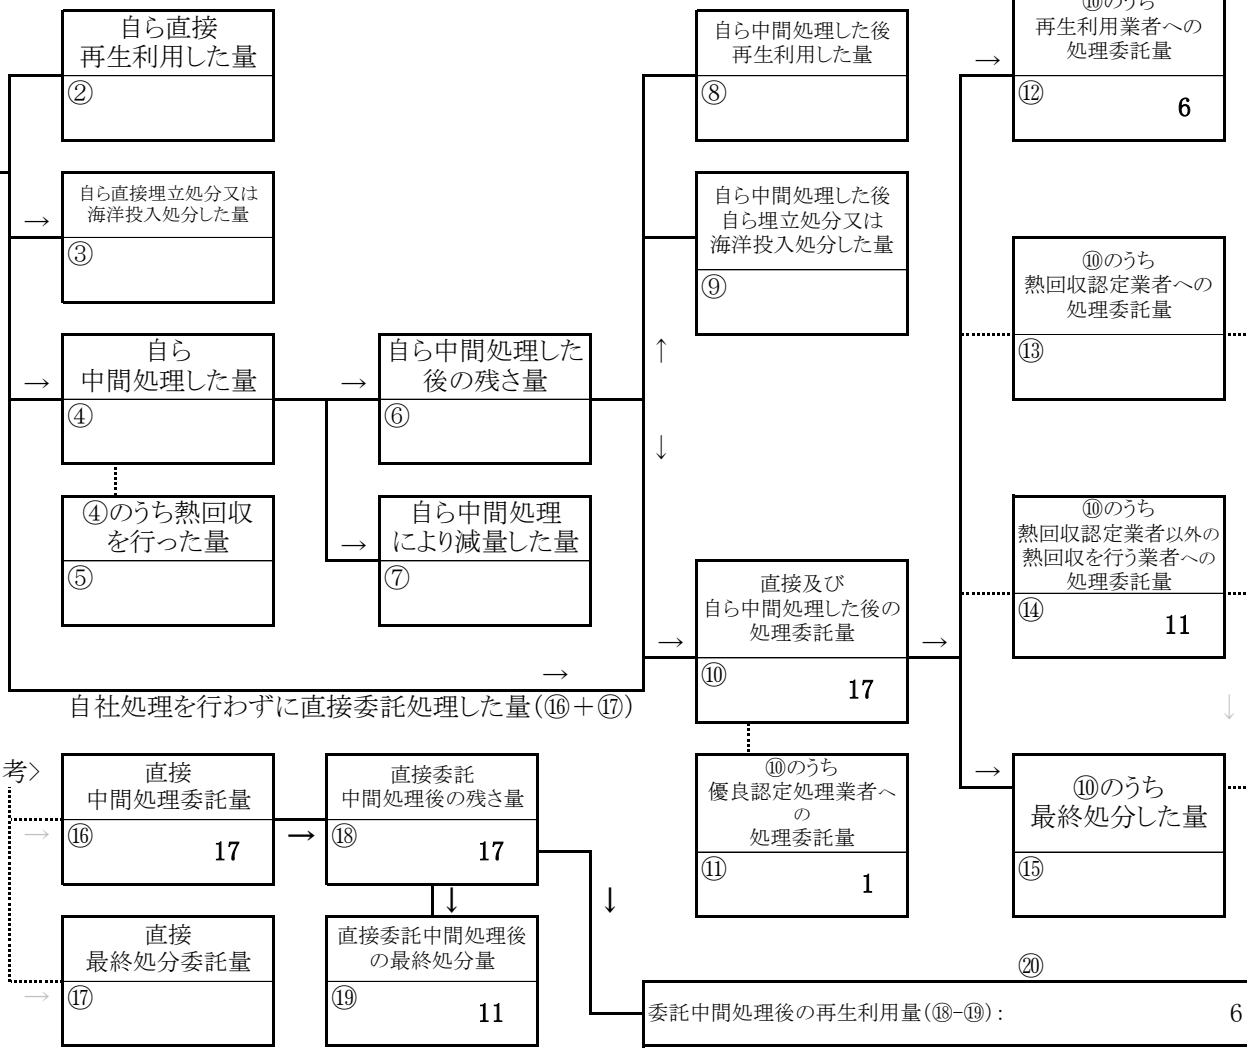 自ら直接
再生利用した量
②
自ら中間処理した後
再生利用した量
⑧
⑩のうち
再生利用業者への
処理委託量
→
⑫
6
自ら直接埋立処分又は
海洋投入処分した量
→
③
自ら中間処理した後
自ら埋立処分又は
海洋投入処分した量
⑨
⑩のうち
熱回収認定業者への
処理委託量
⑬
自ら
中間処理した量
→
④
→
自ら中間処理した
後の残さ量
⑥
↑
↓
④のうち熱回収
を行った量
⑤
→
自ら中間処理
により減量した量
⑦
⑩のうち
熱回収認定業者以外の
熱回収を行う業者への
処理委託量
⑭
11
直接及び
自ら中間処理した後の
処理委託量
→
→
⑩
17
→
自社処理を行わずに直接委託処理した量(⑯+⑰)
↓
考>
直接
中間処理委託量
→
⑯
17
→
直接委託
中間処理後の残さ量
⑱
17
⑩のうち
優良認定処理業者へ
の
処理委託量
⑪
1
→
⑩のうち
最終処分した量
⑮
↓
↓
直接
最終処分委託量
→
⑰
直接委託中間処理後
の最終処分量
⑲
11
⑳
委託中間処理後の再生利用量(⑱-⑲):
6